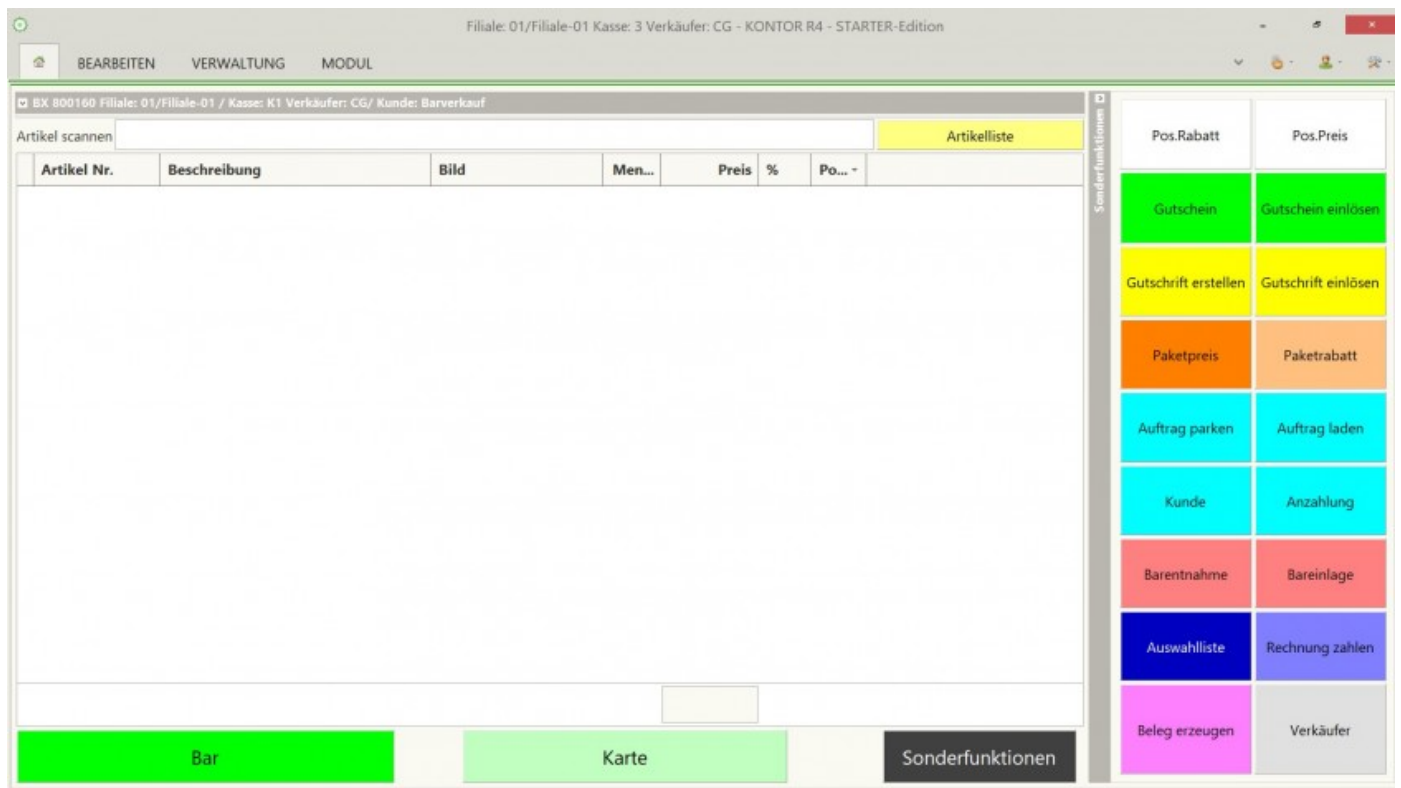 Filiale: 01/Filiale-01 Kasse: 3 Verkäufer: CG - KONTOR R4 - STARTER-Edition
BEARBEITEN VERWALTUNG MODUL
BX 800160 Filiale: 01/Filiale-01 / Kasse: K1 Verkäufer: CG/ Kunde: Barverkauf
Artikel scannen Artikelliste
Artikel Nr. Beschreibung Bild Men... Preis % Po...
Sonderfunktionen
Pos.Rabatt Pos.Preis
Gutschein Gutschein einlösen
Gutschrift erstellen Gutschrift einlösen
Paketpreis Paketrabatt
Auftrag parken Auftrag laden
Kunde Anzahlung
Barentnahme Bareinlage
Auswahlliste Rechnung zahlen
Beleg erzeugen Verkäufer
Bar Karte Sonderfunktionen